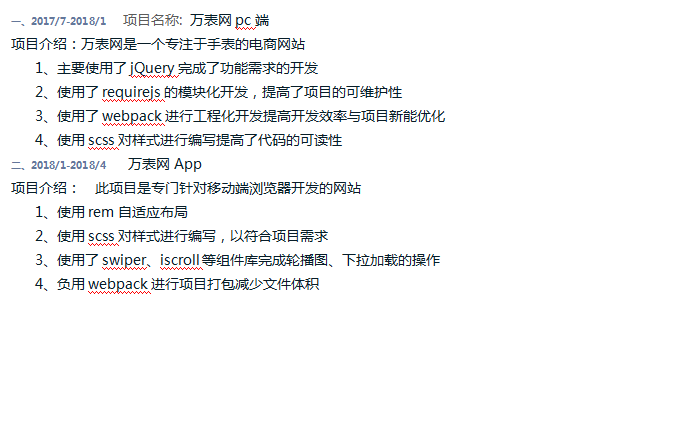 一、2017/7-2018/1 项目名称: 万表网 pc 端
项目介绍：万表网是一个专注于手表的电商网站
1、主要使用了 jQuery 完成了功能需求的开发
2、使用了 requirejs 的模块化开发，提高了项目的可维护性
3、使用了 webpack 进行工程化开发提高开发效率与项目新能优化
4、使用 scss 对样式进行编写提高了代码的可读性
二、2018/1-2018/4 万表网 App
项目介绍： 此项目是专门针对移动端浏览器开发的网站
1、使用 rem 自适应布局
2、使用 scss 对样式进行编写，以符合项目需求
3、使用了 swiper、iscroll 等组件库完成轮播图、下拉加载的操作
4、负用 webpack 进行项目打包减少文件体积